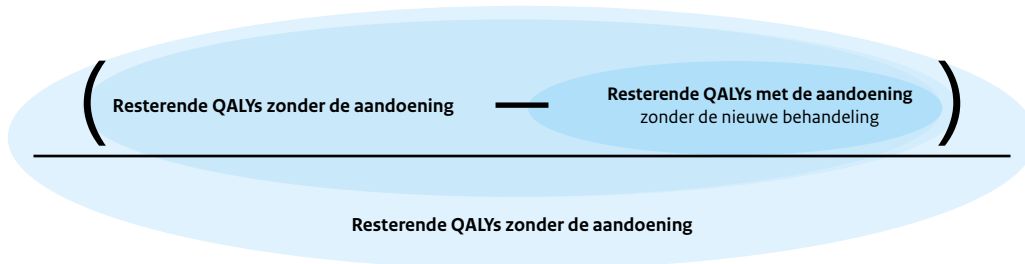 ( Resterende QALYs zonder de aandoening — Resterende QALYs met de aandoening )
zonder de nieuwe behandeling
Resterende QALYs zonder de aandoening